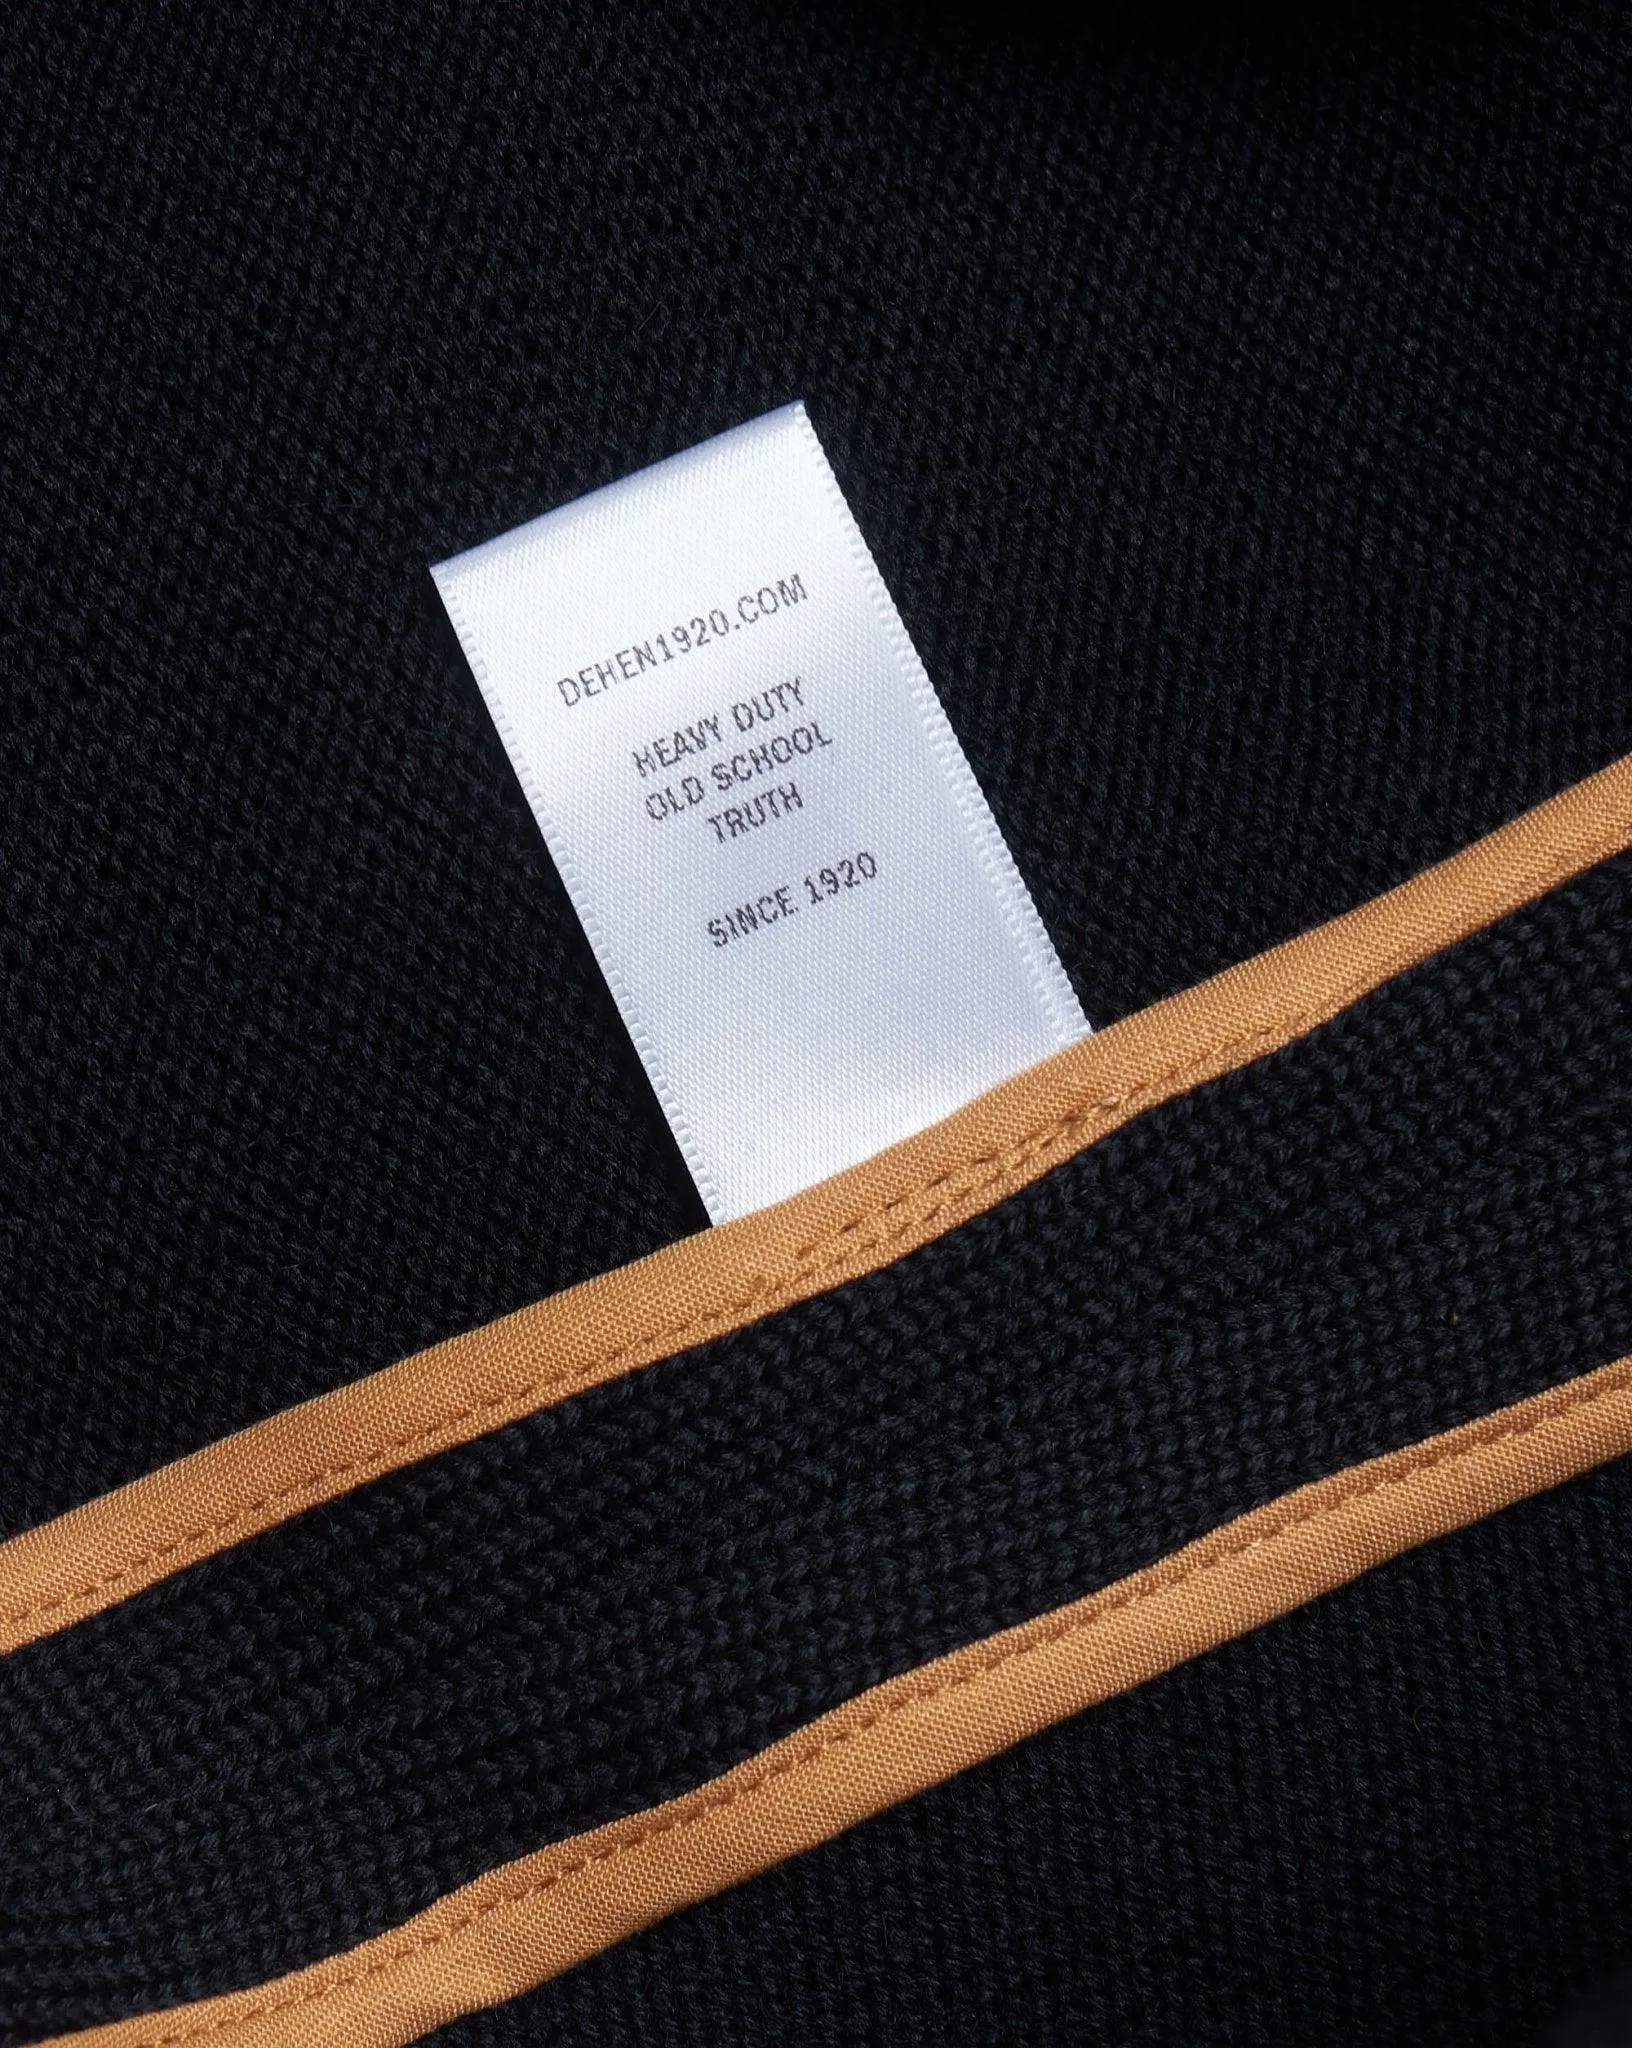 DEHEN1920.COM
HEAVY DUTY
OLD SCHOOL
TRUTH
SINCE 1920